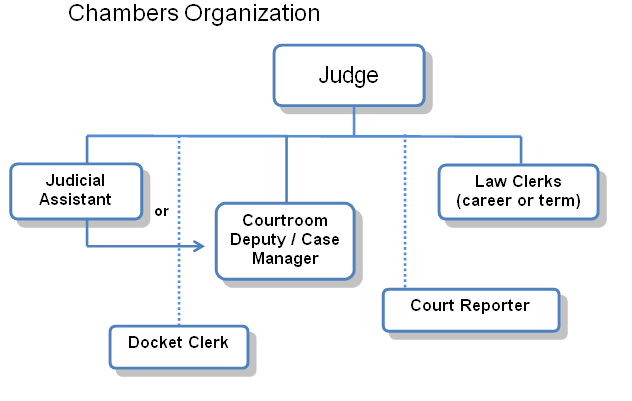 Chambers Organization
Judge
Judicial
Assistant
or
Courtroom
Deputy / Case
Manager
Law Clerks
(career or term)
Court Reporter
Docket Clerk